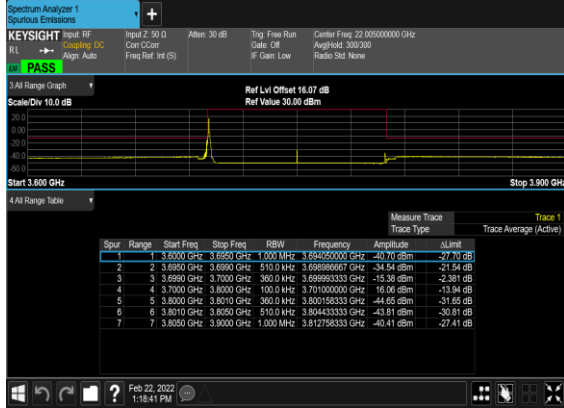 Spectrum Analyzer 1
Spurious Emissions
KEYSIGHT Input: RF Input Z: 50 Ω Atten: 30 dB Trig: Free Run Center Freq: 22.005000000 GHz
RL Coupling: DC Corr CCorr Gate: Off Avg|Hold: 300/300
Align: Auto Freq Ref: Int (S) IF Gain: Low Radio Std: None
PASS
3 All Range Graph Ref Lvl Offset 16.07 dB
Scale/Div 10.0 dB Ref Value 30.00 dBm
20.0
0.00
-20.0
-40.0
-60.0
Start 3.600 GHz Stop 3.900 GHz
4 All Range Table
Measure Trace Trace 1
Trace Type Trace Average (Active)
Spur Range Start Freq Stop Freq RBW Frequency Amplitude ΔLimit
1 1 3.6000 GHz 3.6950 GHz 1.000 MHz 3.694050000 GHz -40.70 dBm -27.70 dB
2 2 3.6950 GHz 3.6990 GHz 510.0 kHz 3.698986667 GHz -34.54 dBm -21.54 dB
3 3 3.6990 GHz 3.7000 GHz 360.0 kHz 3.699993333 GHz -15.38 dBm -2.381 dB
4 4 3.7000 GHz 3.8000 GHz 100.0 kHz 3.701000000 GHz 16.06 dBm -13.94 dB
5 5 3.8000 GHz 3.8010 GHz 360.0 kHz 3.800158333 GHz -44.65 dBm -31.65 dB
6 6 3.8010 GHz 3.8050 GHz 510.0 kHz 3.804433333 GHz -43.81 dBm -30.81 dB
7 7 3.8050 GHz 3.9000 GHz 1.000 MHz 3.812758333 GHz -40.41 dBm -27.41 dB
Feb 22, 2022
1:18:41 PM